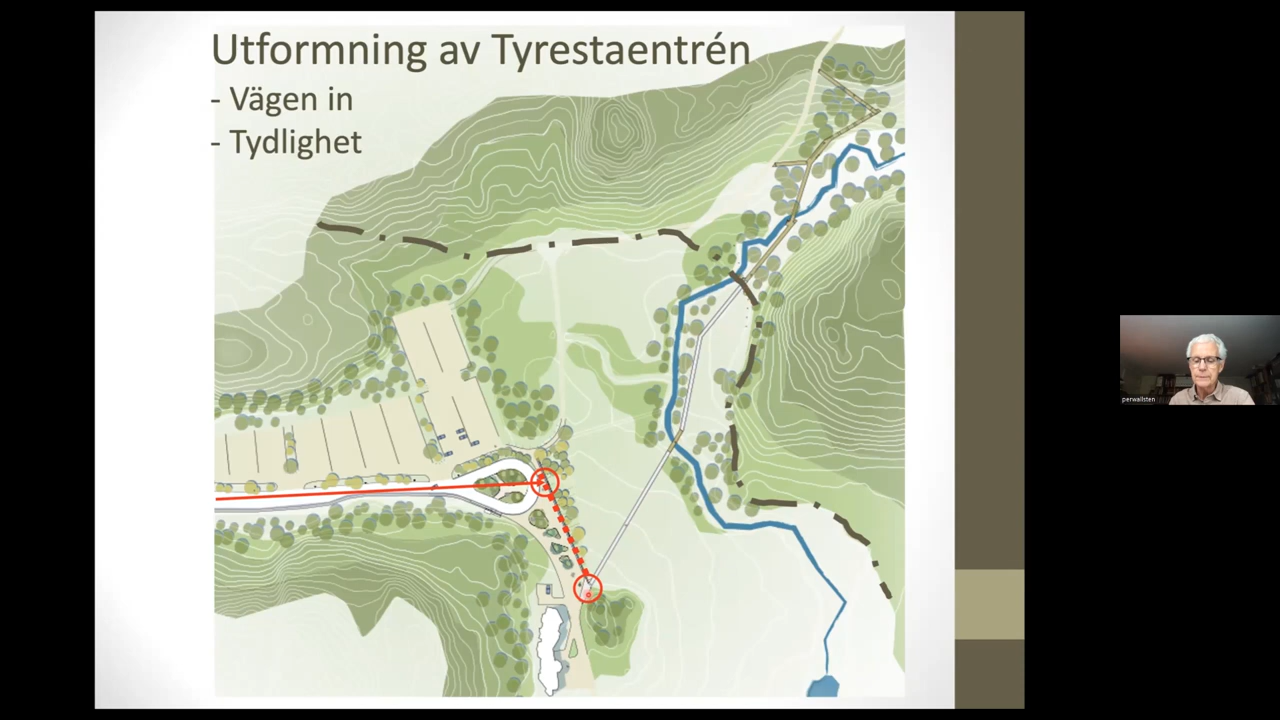 Utformning av Tyrestaentrén
- Vägen in
- Tydlighet
perwallsten